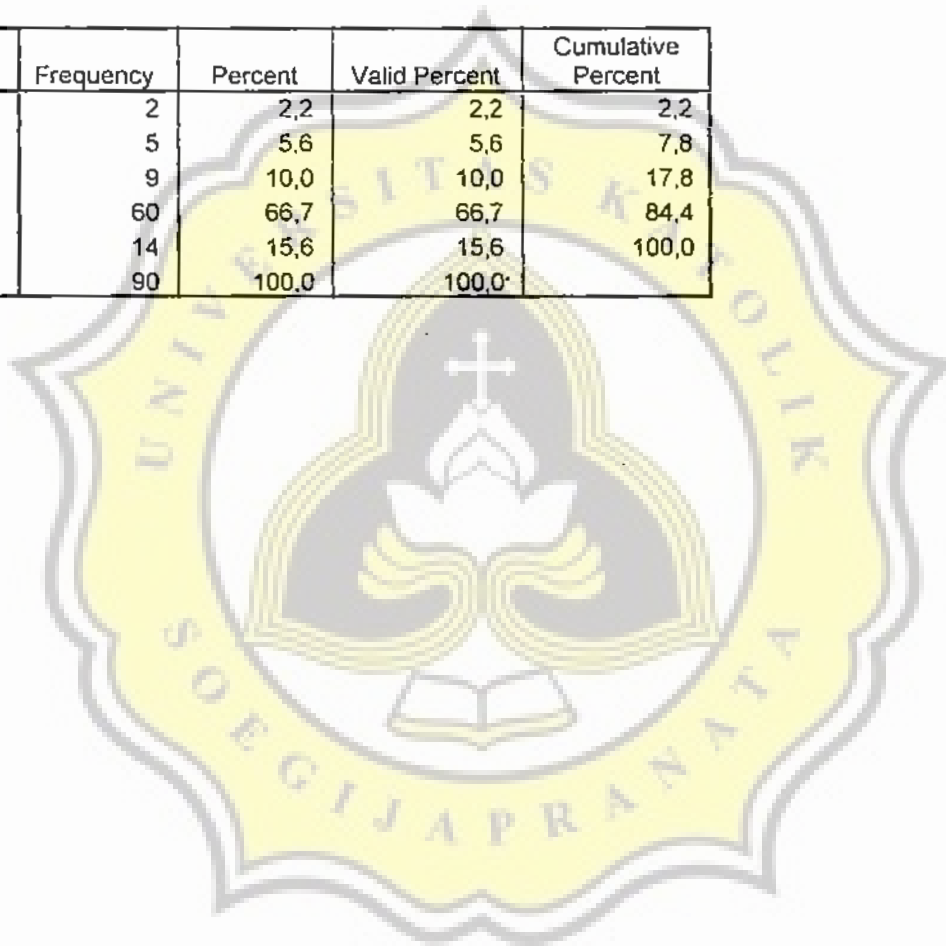 Frequency Percent Valid Percent Cumulative Percent
2 2,2 2,2 2,2
5 5,6 5,6 7,8
9 10,0 10,0 17,8
60 66,7 66,7 84,4
14 15,6 15,6 100,0
90 100,0 100,0
UNIVERSITAS KATOLIK
SOEGIJAPRANATA